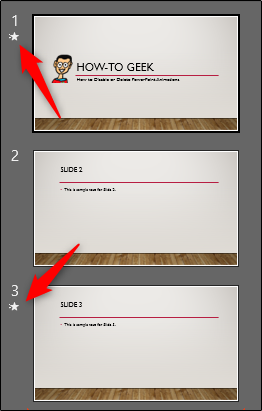 1
HOW-TO GEEK
How to Disable or Delete PowerPoint Animations
2
SLIDE 2
• This is sample text for Slide 2.
3
SLIDE 3
• This is sample text for Slide 3.